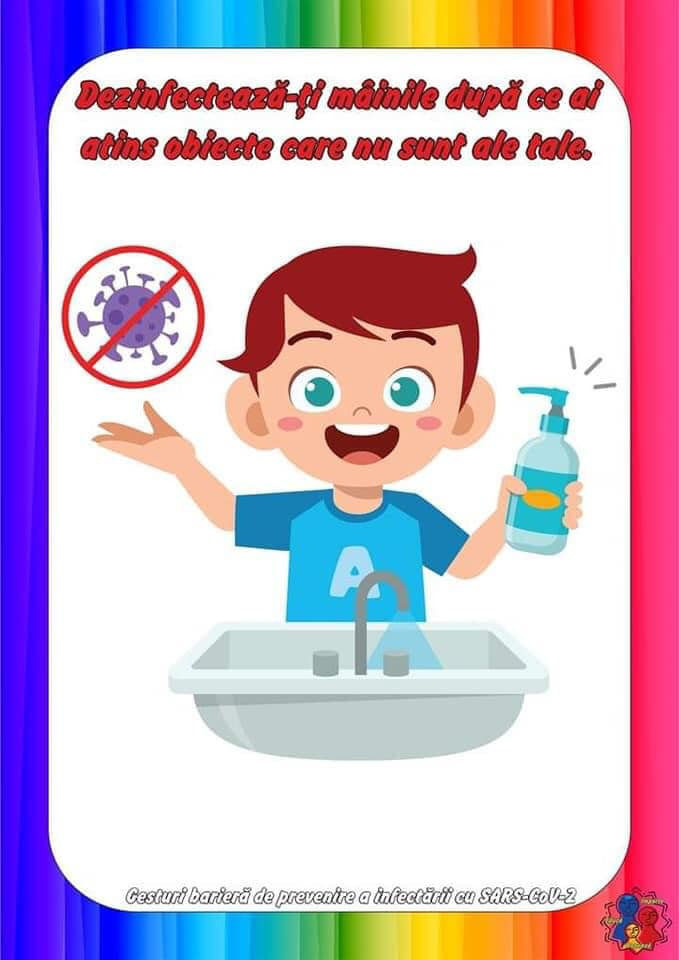 Dezinfectează-ți mâinile după ce ai
atins obiecte care nu sunt ale tale.
A
Gesturi barieră de prevenire a infectării cu SARS-CoV-2